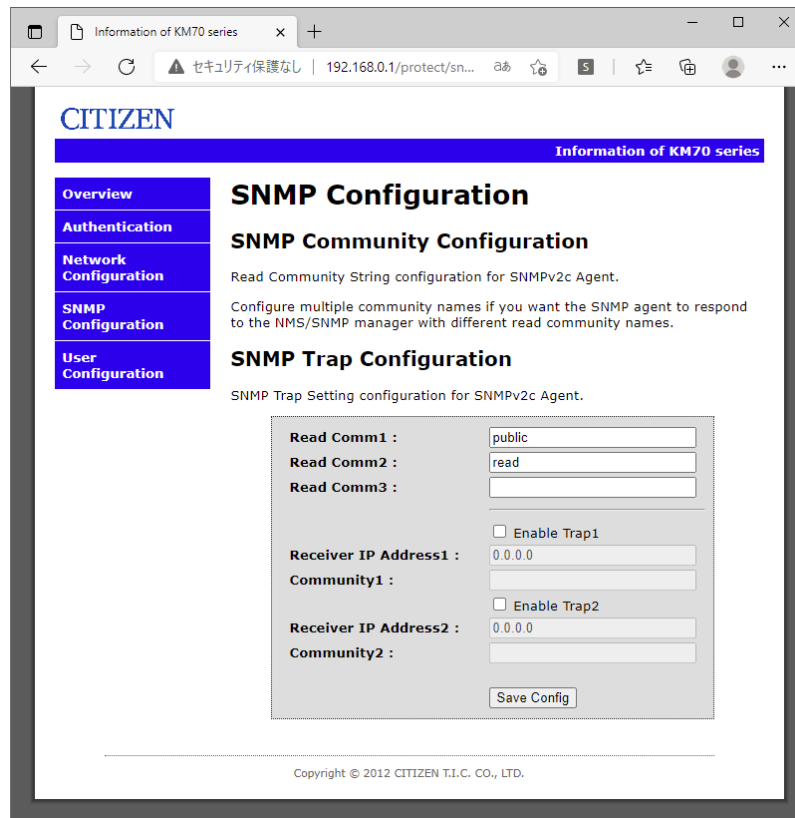 Information of KM70 series
セキュリティ保護なし | 192.168.0.1/protect/sn...
aあ
S
CITIZEN
Information of KM70 series
Overview
Authentication
Network
Configuration
SNMP
Configuration
User
Configuration
SNMP Configuration
SNMP Community Configuration
Read Community String configuration for SNMPv2c Agent.
Configure multiple community names if you want the SNMP agent to respond
to the NMS/SNMP manager with different read community names.
SNMP Trap Configuration
SNMP Trap Setting configuration for SNMPv2c Agent.
Read Comm1 : public
Read Comm2 : read
Read Comm3 :
Enable Trap1
Receiver IP Address1 : 0.0.0.0
Community1 :
Enable Trap2
Receiver IP Address2 : 0.0.0.0
Community2 :
Save Config
Copyright © 2012 CITIZEN T.I.C. CO., LTD.